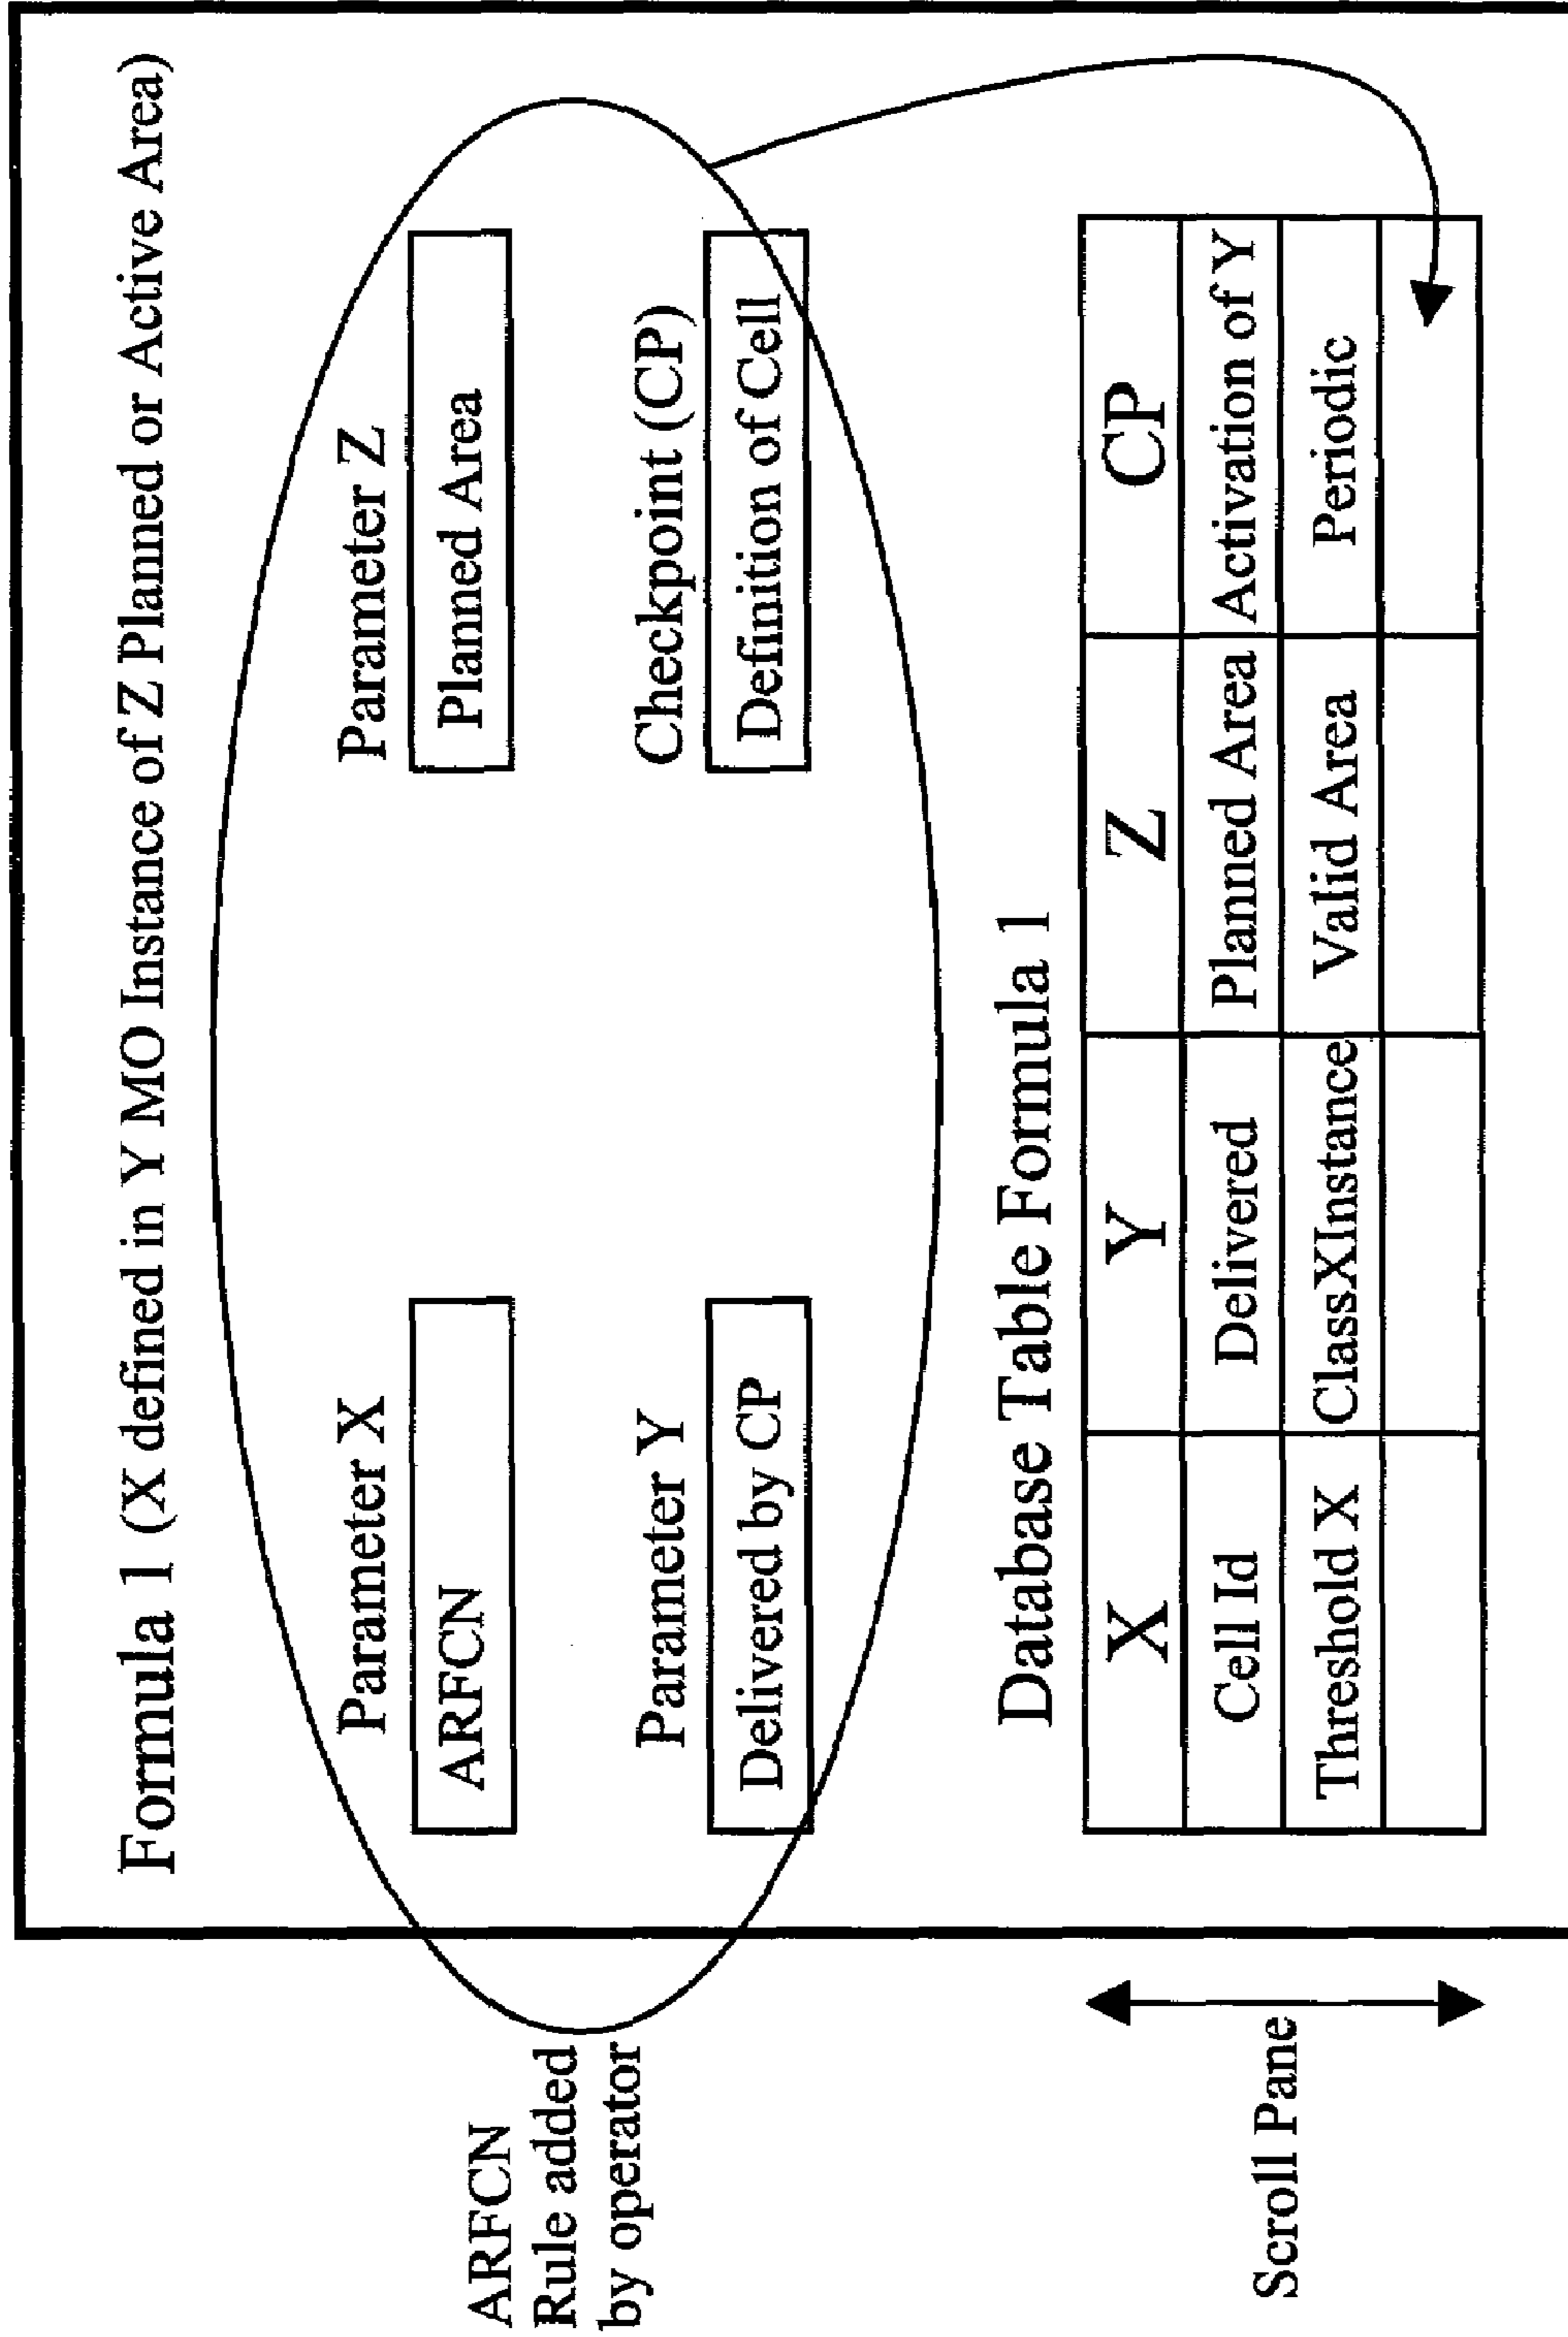 Formula 1 (X defined in Y MO Instance of Z Planned or Active Area)
ARFCN
Rule added
by operator
Parameter X
ARFCN
Parameter Z
Planned Area
Parameter Y
Delivered by CP
Checkpoint (CP)
Definition of Cell
Database Table Formula 1
X Y Z CP
Cell Id Delivered Planned Area Activation of Y
Threshold X ClassXInstance Valid Area Periodic
Scroll Pane